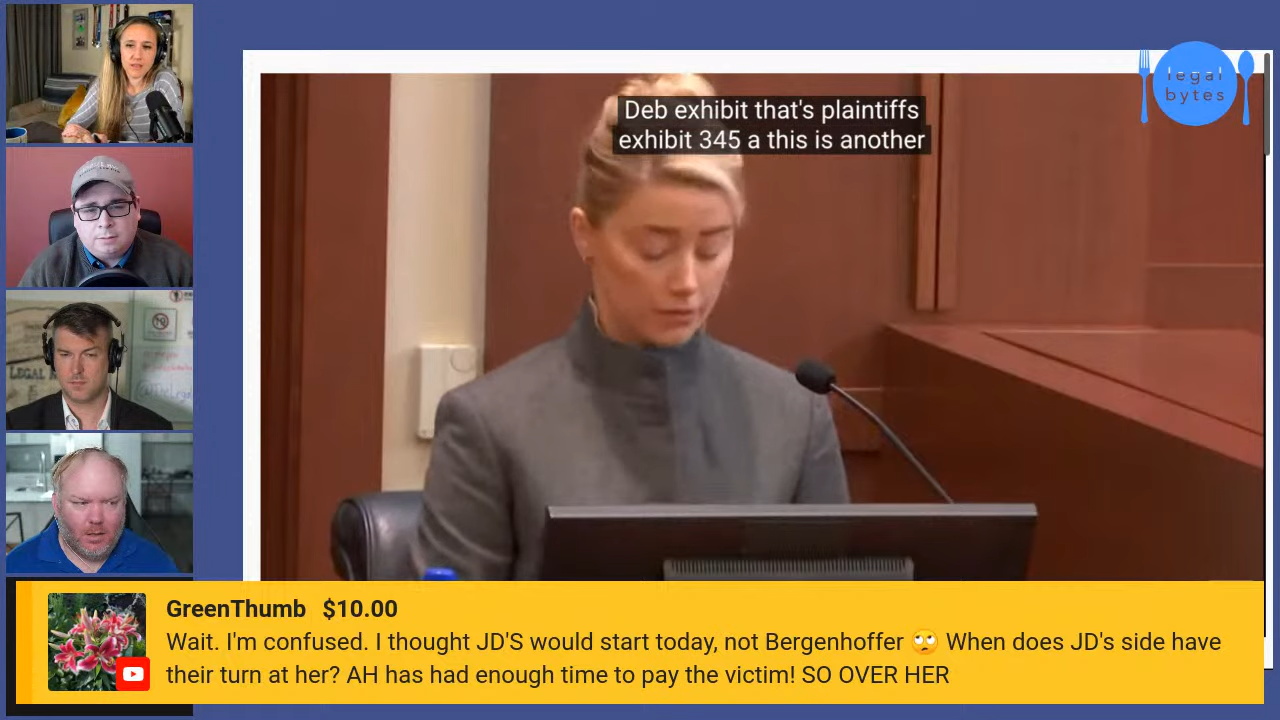 legal
bytes
Deb exhibit that's plaintiffs
exhibit 345 a this is another
GreenThumb $10.00
Wait. I'm confused. I thought JD'S would start today, not Bergenhoffer 🙄 When does JD's side have
their turn at her? AH has had enough time to pay the victim! SO OVER HER